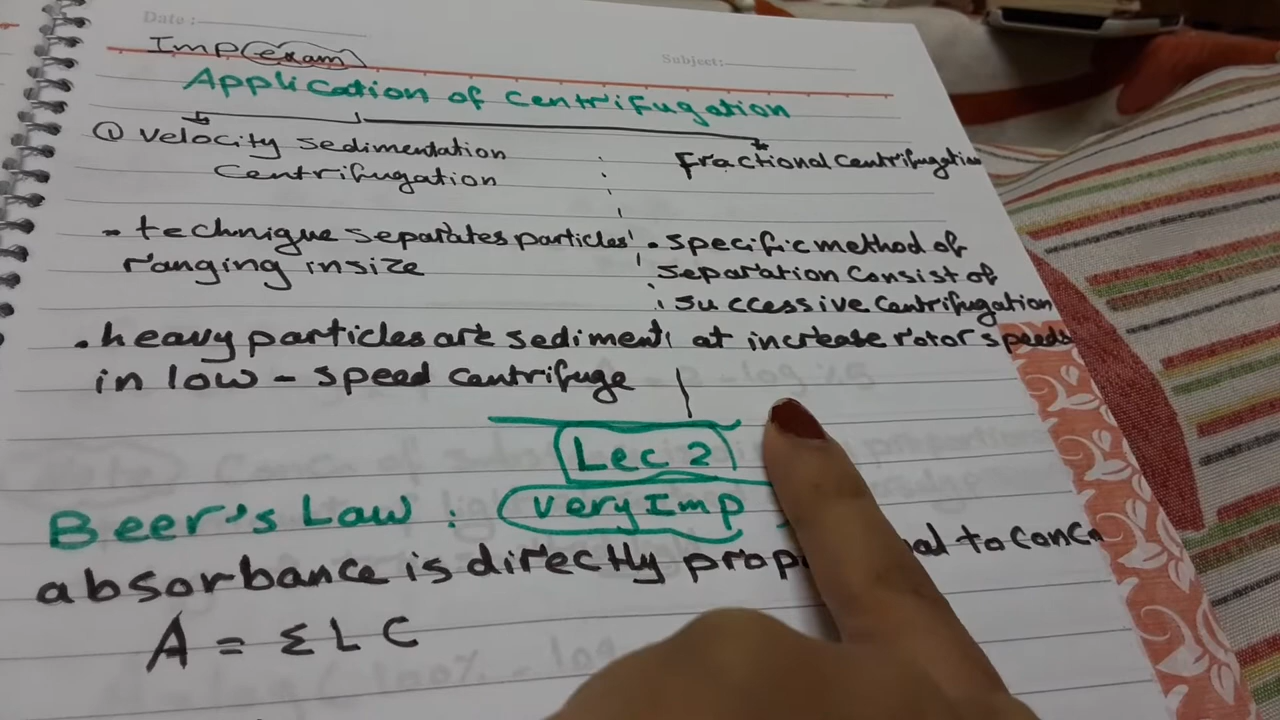 Date :
Imp exam
Subject:
Application of Centrifugation
① Velocity Sedimentation
Centrifugation
Fractional Centrifugation
- technique separates particles
ranging in size
. specific method of
separation Consist of
successive Centrifugation
at increase rotor speeds
. heavy particles are sediment
in low - speed centrifuge
Lec 2
Beer's Law : very Imp
absorbance is directly prop nal to conc
A = Σ L C